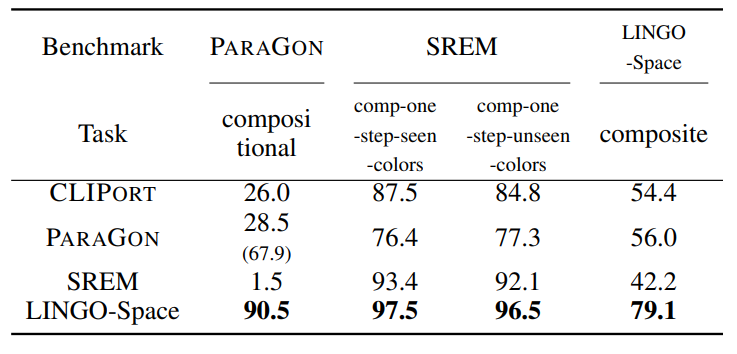 Benchmark PARAGON SREM LINGO
-Space
Task composi
tional comp-one
-step-seen
-colors comp-one
-step-unseen
-colors composite
CLIPORT 26.0 87.5 84.8 54.4
PARAGON 28.5
(67.9) 76.4 77.3 56.0
SREM 1.5 93.4 92.1 42.2
LINGO-Space 90.5 97.5 96.5 79.1